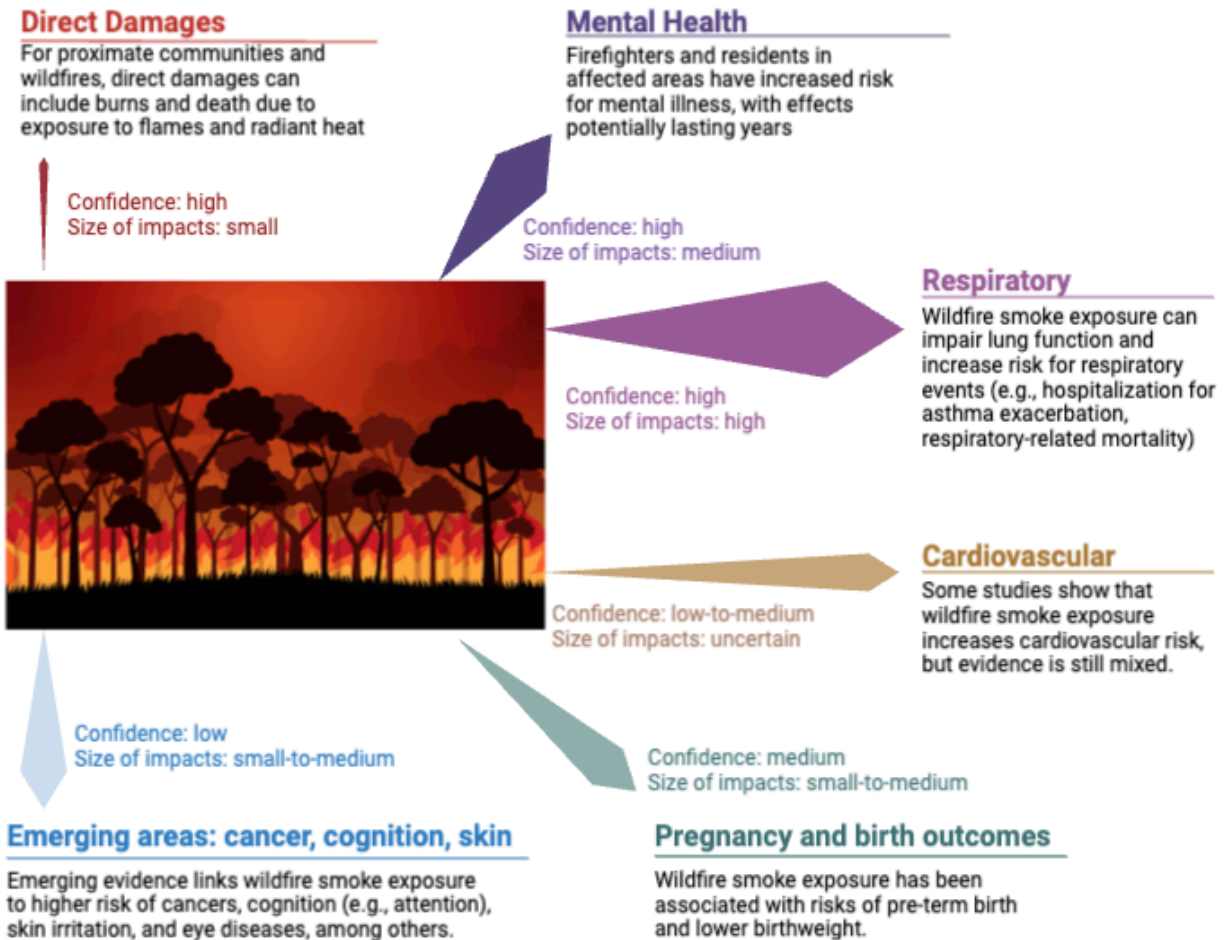 Direct Damages
For proximate communities and
wildfires, direct damages can
include burns and death due to
exposure to flames and radiant heat
Confidence: high
Size of impacts: small
Mental Health
Firefighters and residents in
affected areas have increased risk
for mental illness, with effects
potentially lasting years
Confidence: high
Size of impacts: medium
Respiratory
Wildfire smoke exposure can
impair lung function and
increase risk for respiratory
events (e.g., hospitalization for
asthma exacerbation,
respiratory-related mortality)
Confidence: high
Size of impacts: high
Cardiovascular
Some studies show that
wildfire smoke exposure
increases cardiovascular risk,
but evidence is still mixed.
Confidence: low-to-medium
Size of impacts: uncertain
Confidence: low
Size of impacts: small-to-medium
Emerging areas: cancer, cognition, skin
Emerging evidence links wildfire smoke exposure
to higher risk of cancers, cognition (e.g., attention),
skin irritation, and eye diseases, among others.
Confidence: medium
Size of impacts: small-to-medium
Pregnancy and birth outcomes
Wildfire smoke exposure has been
associated with risks of pre-term birth
and lower birthweight.